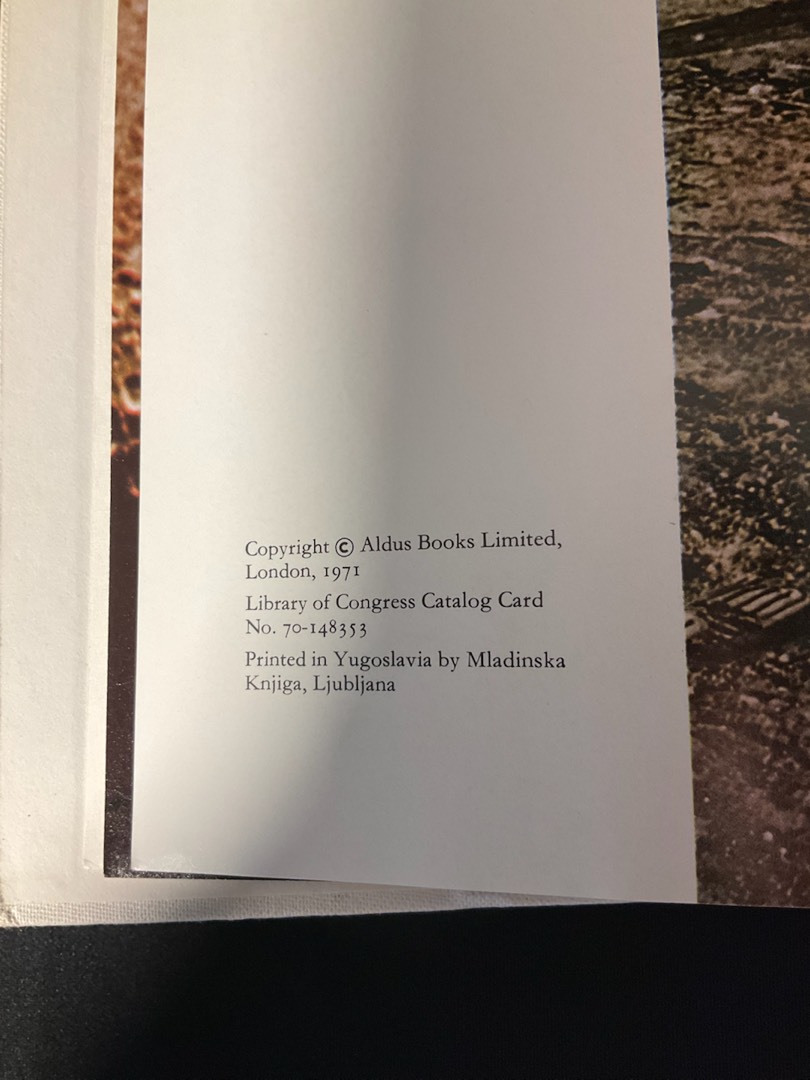 Copyright © Aldus Books Limited,
London, 1971
Library of Congress Catalog Card
No. 70-148353
Printed in Yugoslavia by Mladinska
Knjiga, Ljubljana